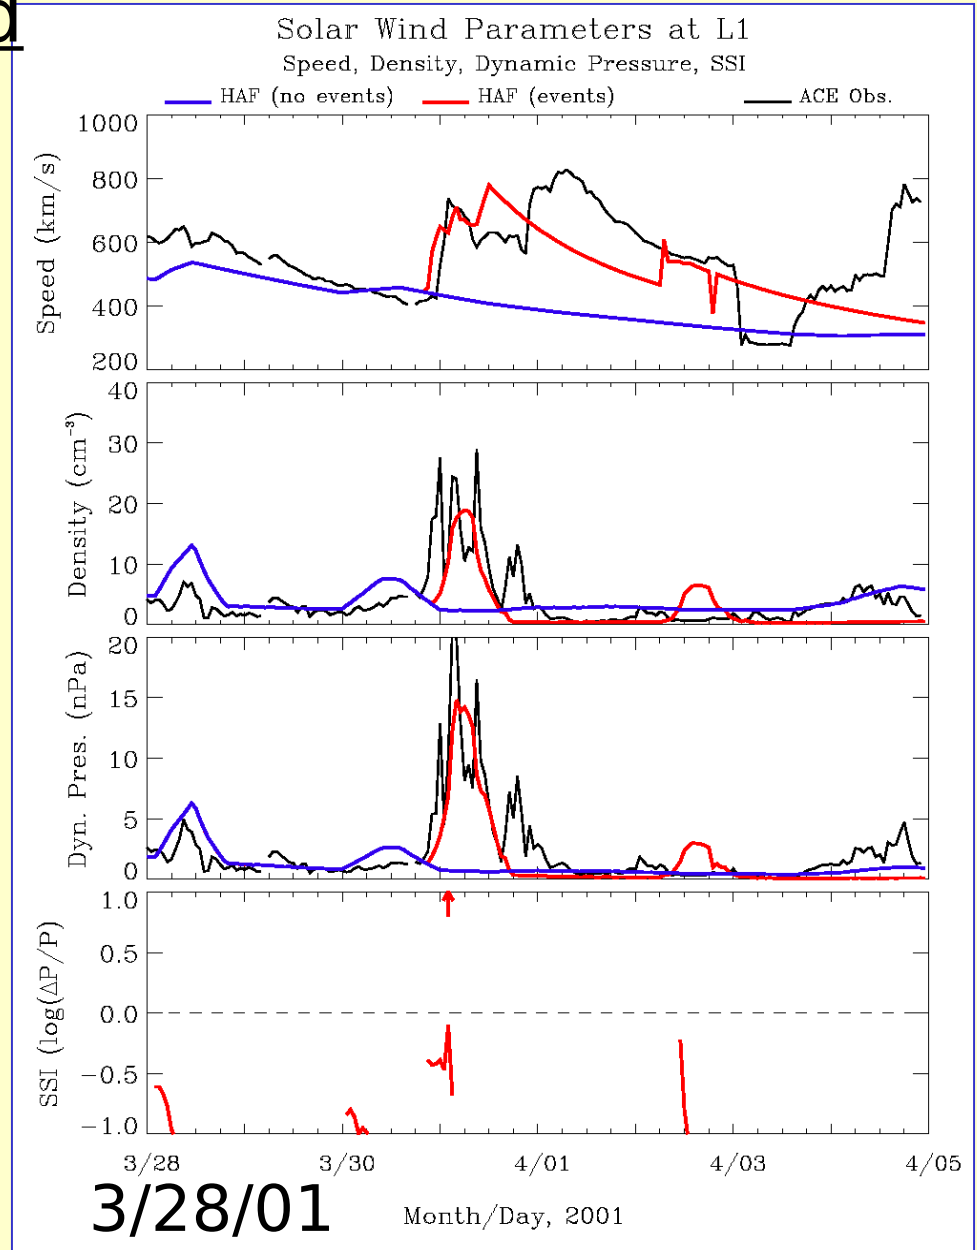 d
Solar Wind Parameters at L1
Speed, Density, Dynamic Pressure, SSI
HAF (no events) HAF (events) ACE Obs.
Speed (km/s)
1000
800
600
400
200
Density (cm⁻³)
40
30
20
10
0
Dyn. Pres. (nPa)
20
15
10
5
0
SSI (log(ΔP/P)
1.0
0.5
0.0
−0.5
−1.0
3/28 3/30 4/01 4/03 4/05
3/28/01
Month/Day, 2001